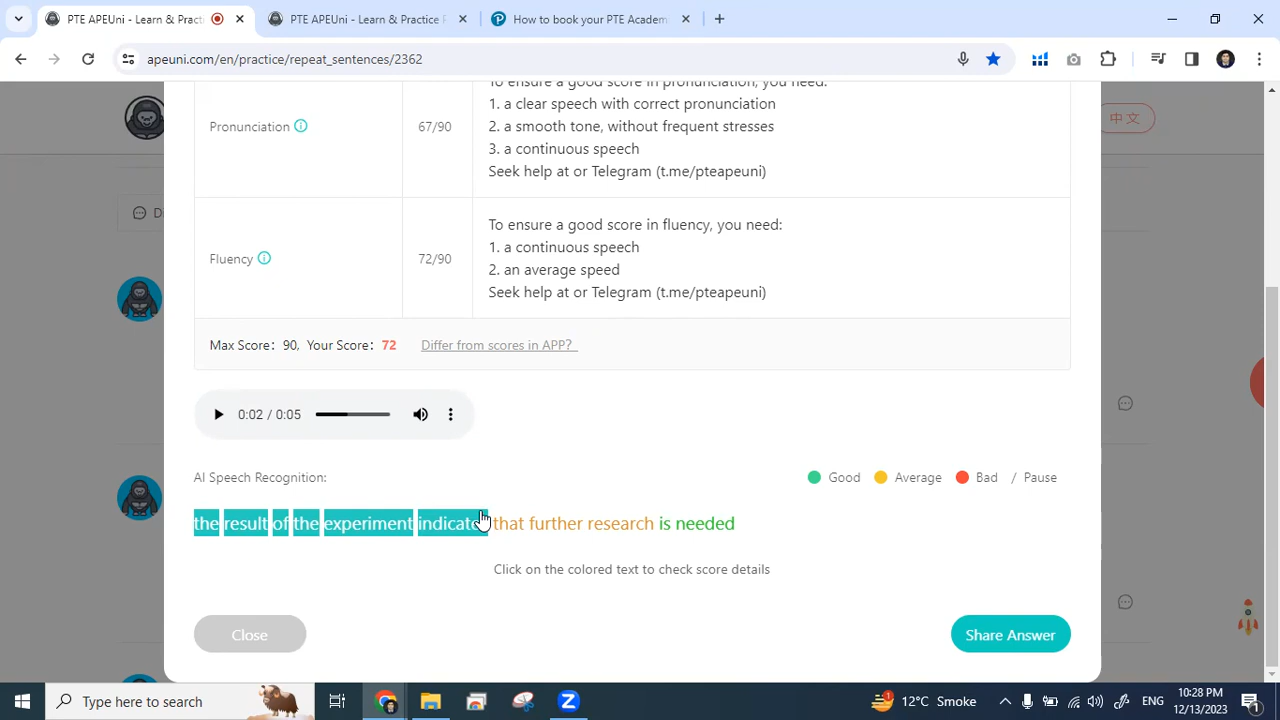 PTE APEUni - Learn & Pract
PTE APEUni - Learn & Practice F
How to book your PTE Academ
apeuni.com/en/practice/repeat_sentences/2362
中文
Pronunciation
67/90
To ensure a good score in pronunciation, you need:
1. a clear speech with correct pronunciation
2. a smooth tone, without frequent stresses
3. a continuous speech
Seek help at or Telegram (t.me/pteapeuni)
D
Fluency
72/90
To ensure a good score in fluency, you need:
1. a continuous speech
2. an average speed
Seek help at or Telegram (t.me/pteapeuni)
Max Score: 90, Your Score: 72 Differ from scores in APP?
0:02 / 0:05
AI Speech Recognition: Good Average Bad / Pause
the result of the experiment indicate that further research is needed
Click on the colored text to check score details
Close Share Answer
Type here to search
12°C Smoke
ENG
10:28 PM
12/13/2023
1